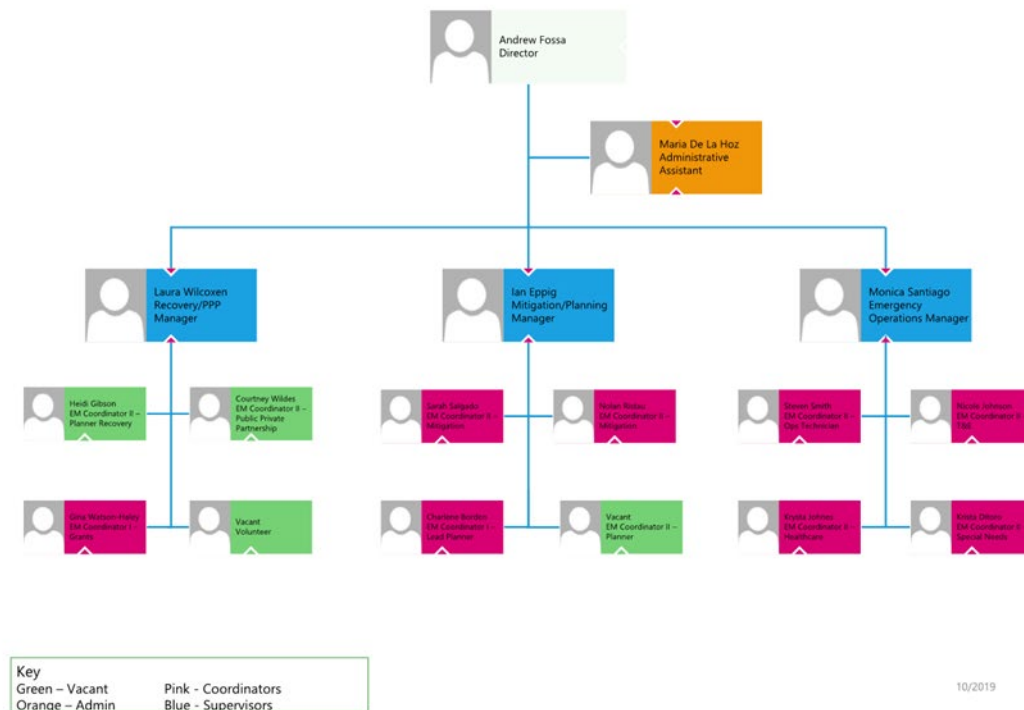 Andrew Fossa
Director
Maria De La Hoz
Administrative
Assistant
Laura Wilcoxen
Recovery/PPP
Manager
Ian Eppig
Mitigation/Planning
Manager
Monica Santiago
Emergency
Operations Manager
Heidi Gibson
EM Coordinator II –
Planner Recovery
Courtney Wildes
EM Coordinator II –
Public Private
Partnership
Sarah Salgado
EM Coordinator II –
Mitigation
EM Coordinator II –
Mitigation
Steven Smith
EM Coordinator II –
Ops Technician
Nicole Johnson
EM Coordinator II
Gina Watson-Haley
EM Coordinator I –
Grants
Vacant
Volunteer
Charlene Borden
EM Coordinator I –
Lead Planner
Vacant
EM Coordinator II –
Planner
Krysta Johnes
EM Coordinator II –
Healthcare
Krista
EM Coordinator II
Special Needs
Key
Green – Vacant
Pink - Coordinators
Orange – Admin
Blue - Supervisors
10/2019